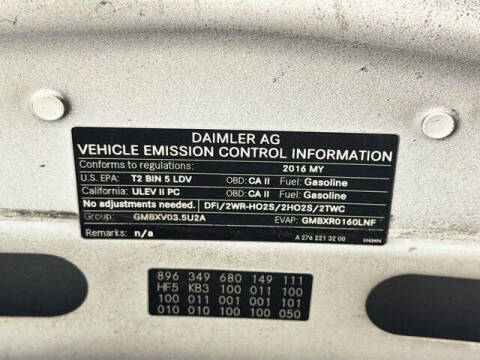 DAIMLER AG
VEHICLE EMISSION CONTROL INFORMATION
Conforms to regulations: 2016 MY
U.S. EPA: T2 BIN 5 LDV OBD: CA II Fuel: Gasoline
California: ULEV II PC OBD: CA II Fuel: Gasoline
No adjustments needed. DFI/2WR-HO2S/2HO2S/2TWC
Group: GMBXV03.5U2A EVAP: GMBXR0160LNF
Remarks: n/a A 276 221 32 00
896 349 680 149 111
HF5 KB3 100 011 100
100 011 001 001 101
010 010 100 100 050